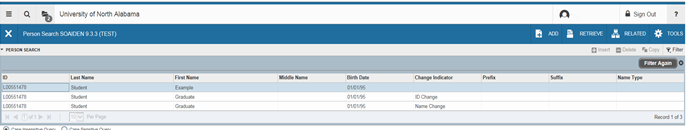 2 University of North Alabama Sign Out ?
X Person Search SOAIDEN 9.3.3 (TEST) ADD RETRIEVE RELATED TOOLS
PERSON SEARCH Insert Delete Copy Filter
Filter Again
ID Last Name First Name Middle Name Birth Date Change Indicator Prefix Suffix Name Type
L00551478 Student Example 01/01/95
L00551478 Student Graduate 01/01/95 ID Change
L00551478 Student Graduate 01/01/95 Name Change
1 of 1 Per Page Record 1 of 3
Case Insensitive Query Case Sensitive Query